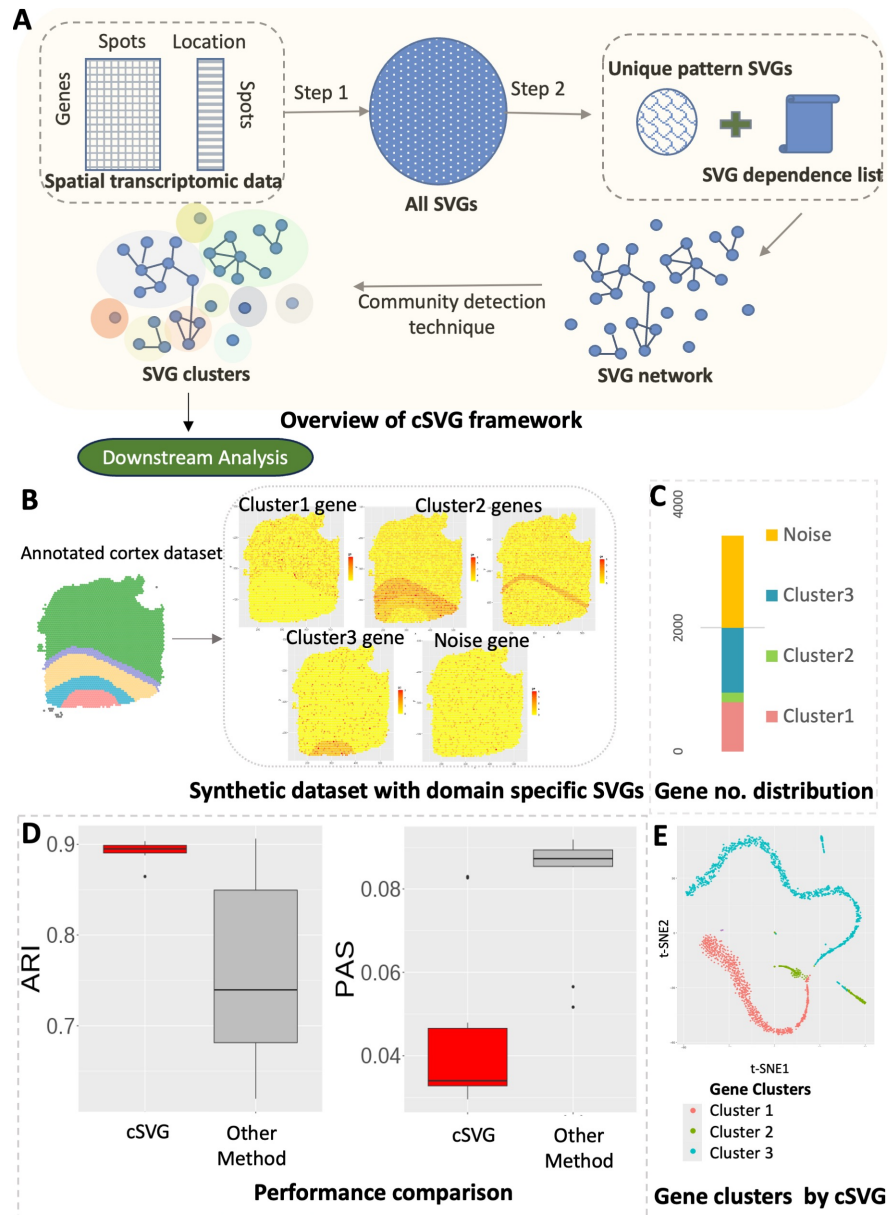 A
Spots
Location
Genes
Spots
Spatial transcriptomic data
Step 1
All SVGs
Step 2
Unique pattern SVGs
SVG dependence list
SVG network
Community detection
technique
SVG clusters
Overview of cSVG framework
Downstream Analysis
B
Annotated cortex dataset
Cluster1 gene
Cluster2 genes
Cluster3 gene
Noise gene
Synthetic dataset with domain specific SVGs
C
4000
2000
0
Noise
Cluster3
Cluster2
Cluster1
Gene no. distribution
D
ARI
0.9
0.8
0.7
cSVG
Other
Method
PAS
0.08
0.06
0.04
cSVG
Other
Method
Performance comparison
E
t-SNE2
t-SNE1
Gene Clusters
Cluster 1
Cluster 2
Cluster 3
Gene clusters by cSVG